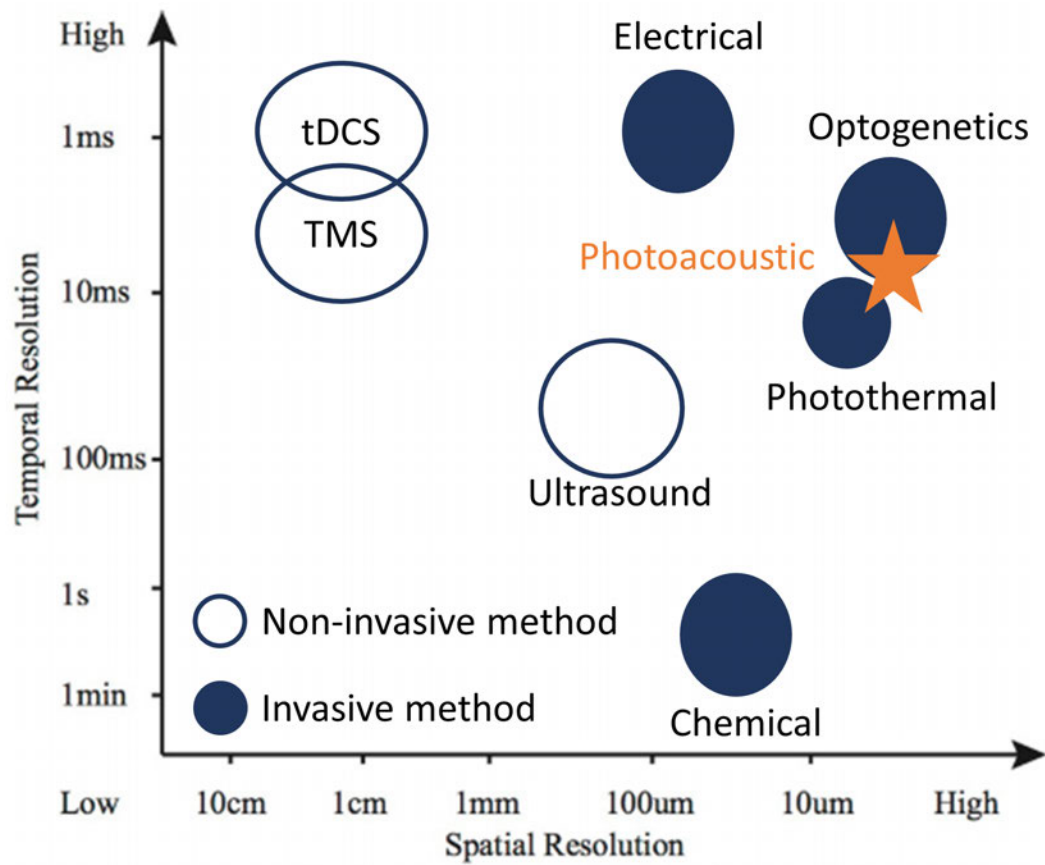 High
Electrical
1ms
tDCS
Optogenetics
TMS
Photoacoustic
10ms
Temporal Resolution
Photothermal
100ms
Ultrasound
1s
Non-invasive method
1min
Invasive method
Chemical
Low 10cm 1cm 1mm 100um 10um High
Spatial Resolution